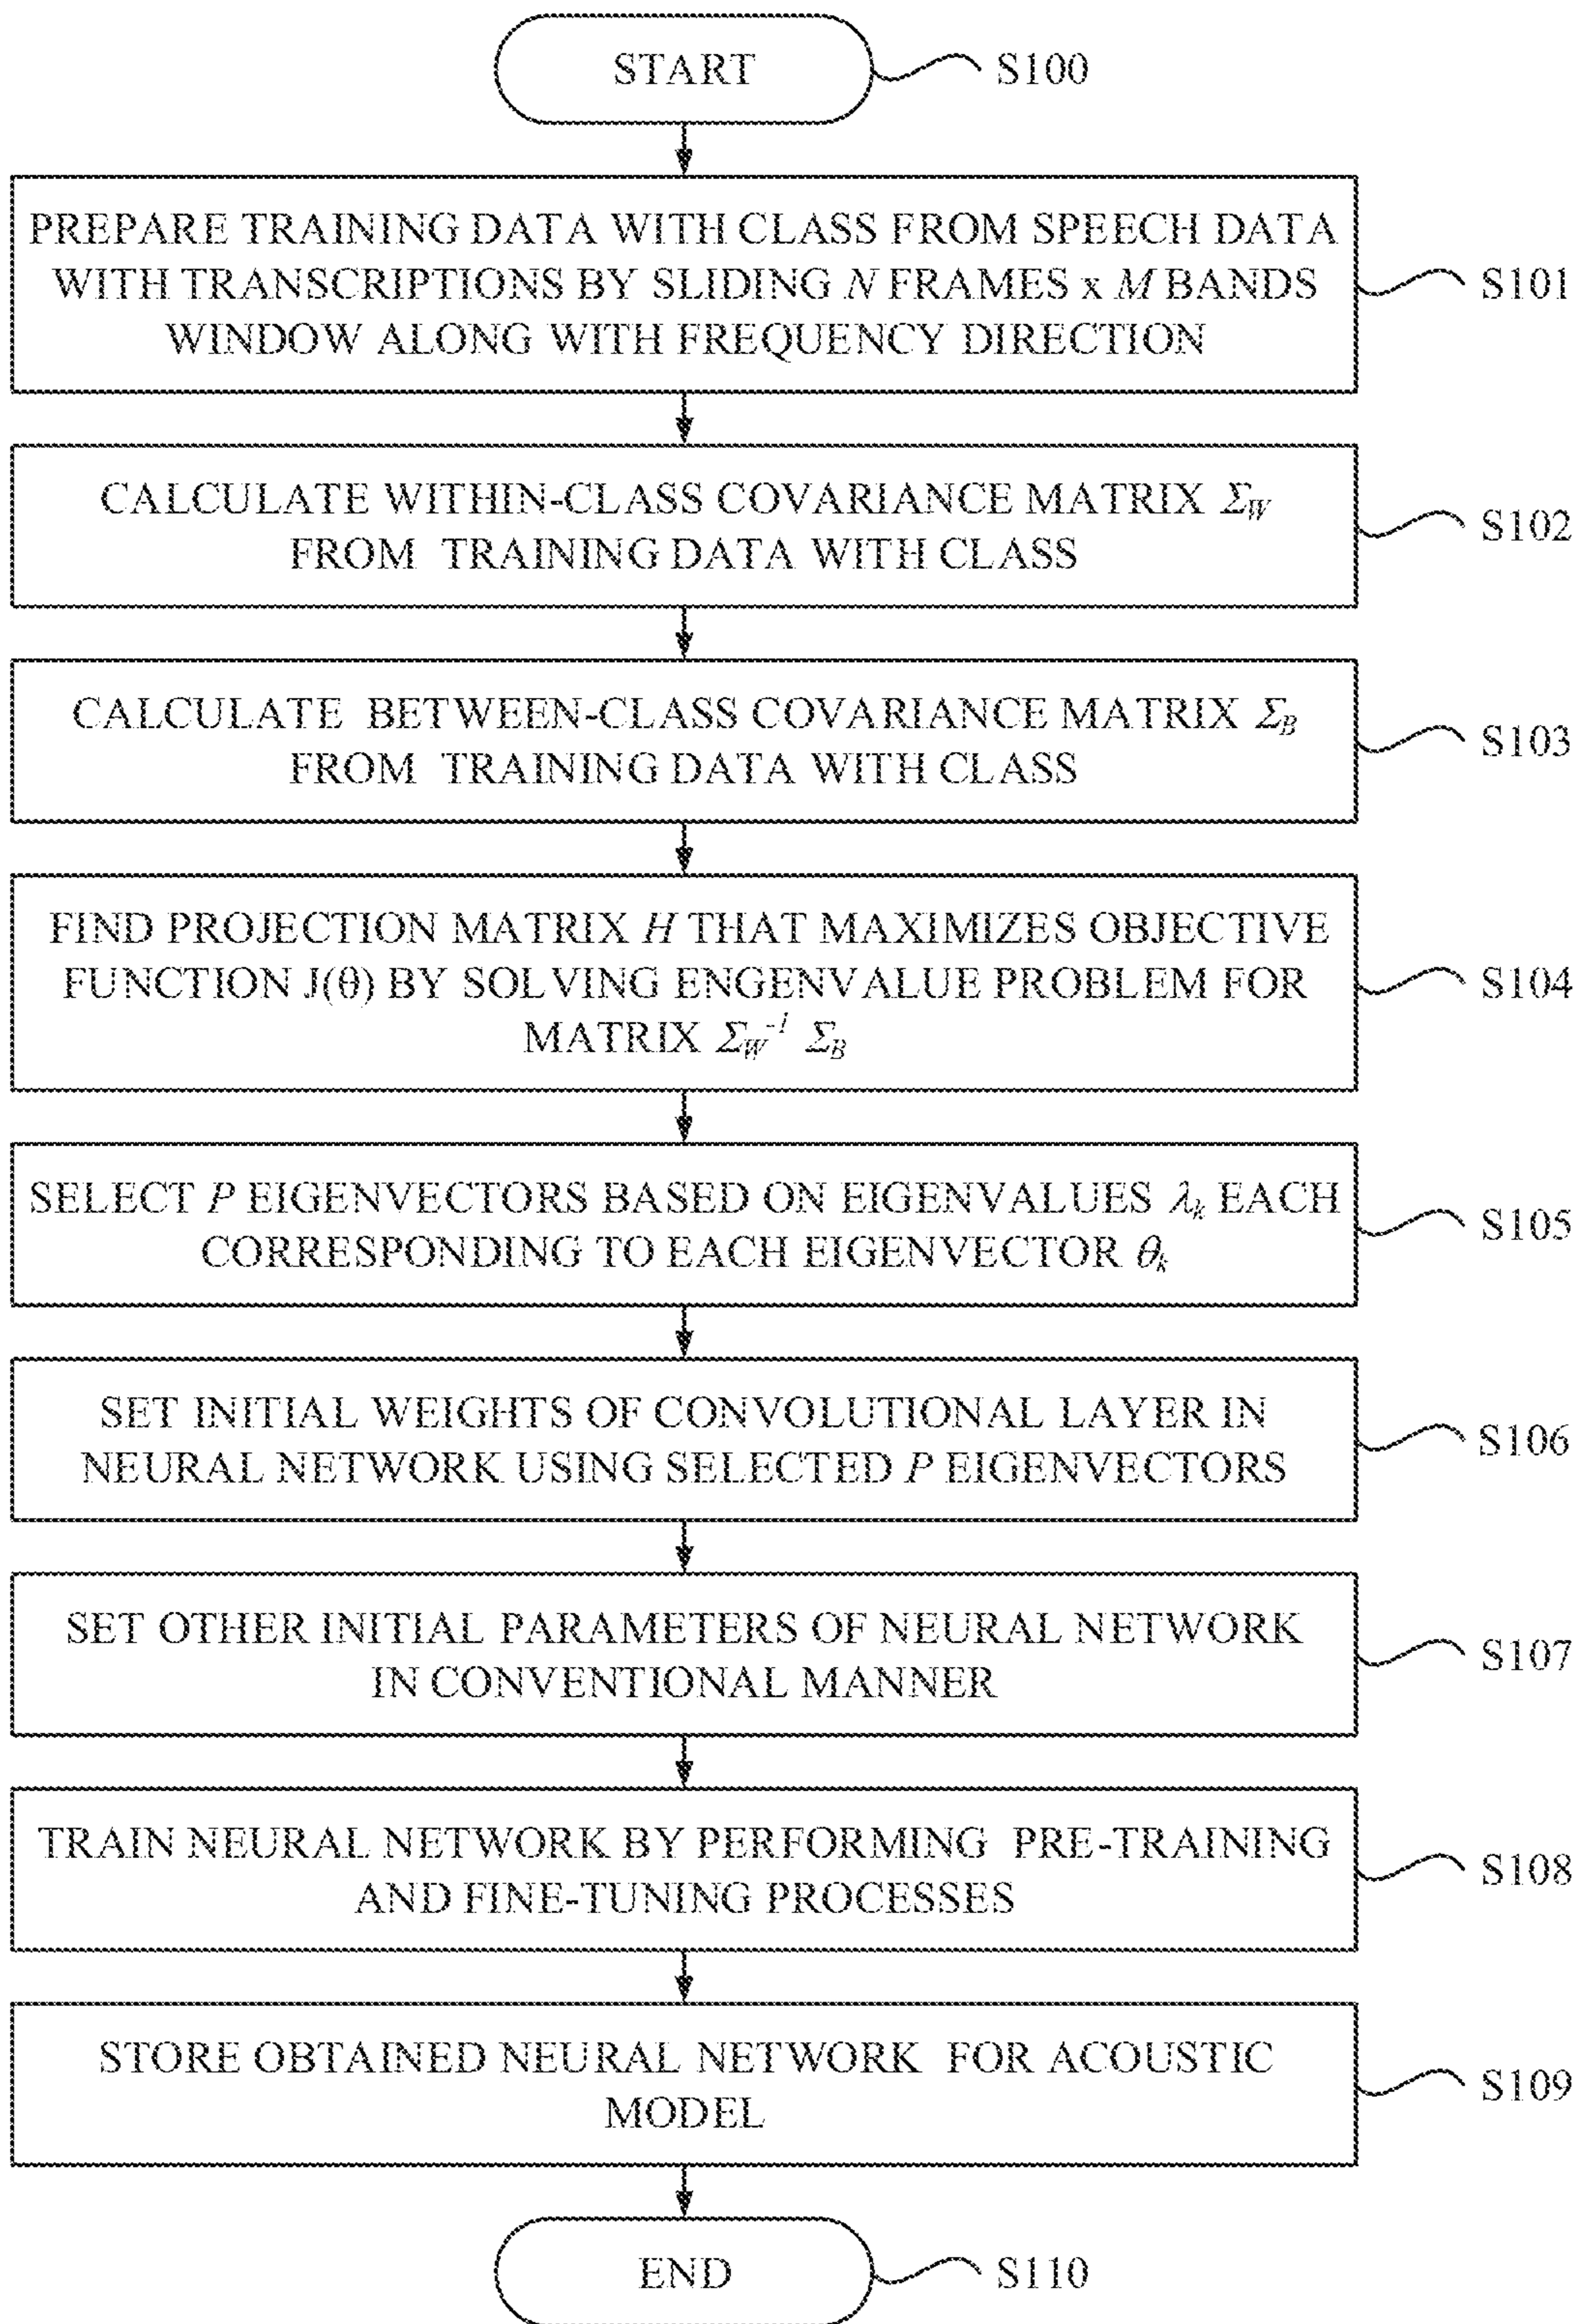 START
S100
PREPARE TRAINING DATA WITH CLASS FROM SPEECH DATA
WITH TRANSCRIPTIONS BY SLIDING N FRAMES x M BANDS
WINDOW ALONG WITH FREQUENCY DIRECTION
S101
CALCULATE WITHIN-CLASS COVARIANCE MATRIX Σ_W
FROM TRAINING DATA WITH CLASS
S102
CALCULATE BETWEEN-CLASS COVARIANCE MATRIX Σ_B
FROM TRAINING DATA WITH CLASS
S103
FIND PROJECTION MATRIX H THAT MAXIMIZES OBJECTIVE
FUNCTION J(θ) BY SOLVING ENGENVALUE PROBLEM FOR
MATRIX Σ_W^-1 Σ_B
S104
SELECT P EIGENVECTORS BASED ON EIGENVALUES λ_k EACH
CORRESPONDING TO EACH EIGENVECTOR θ_k
S105
SET INITIAL WEIGHTS OF CONVOLUTIONAL LAYER IN
NEURAL NETWORK USING SELECTED P EIGENVECTORS
S106
SET OTHER INITIAL PARAMETERS OF NEURAL NETWORK
IN CONVENTIONAL MANNER
S107
TRAIN NEURAL NETWORK BY PERFORMING PRE-TRAINING
AND FINE-TUNING PROCESSES
S108
STORE OBTAINED NEURAL NETWORK FOR ACOUSTIC
MODEL
S109
END
S110